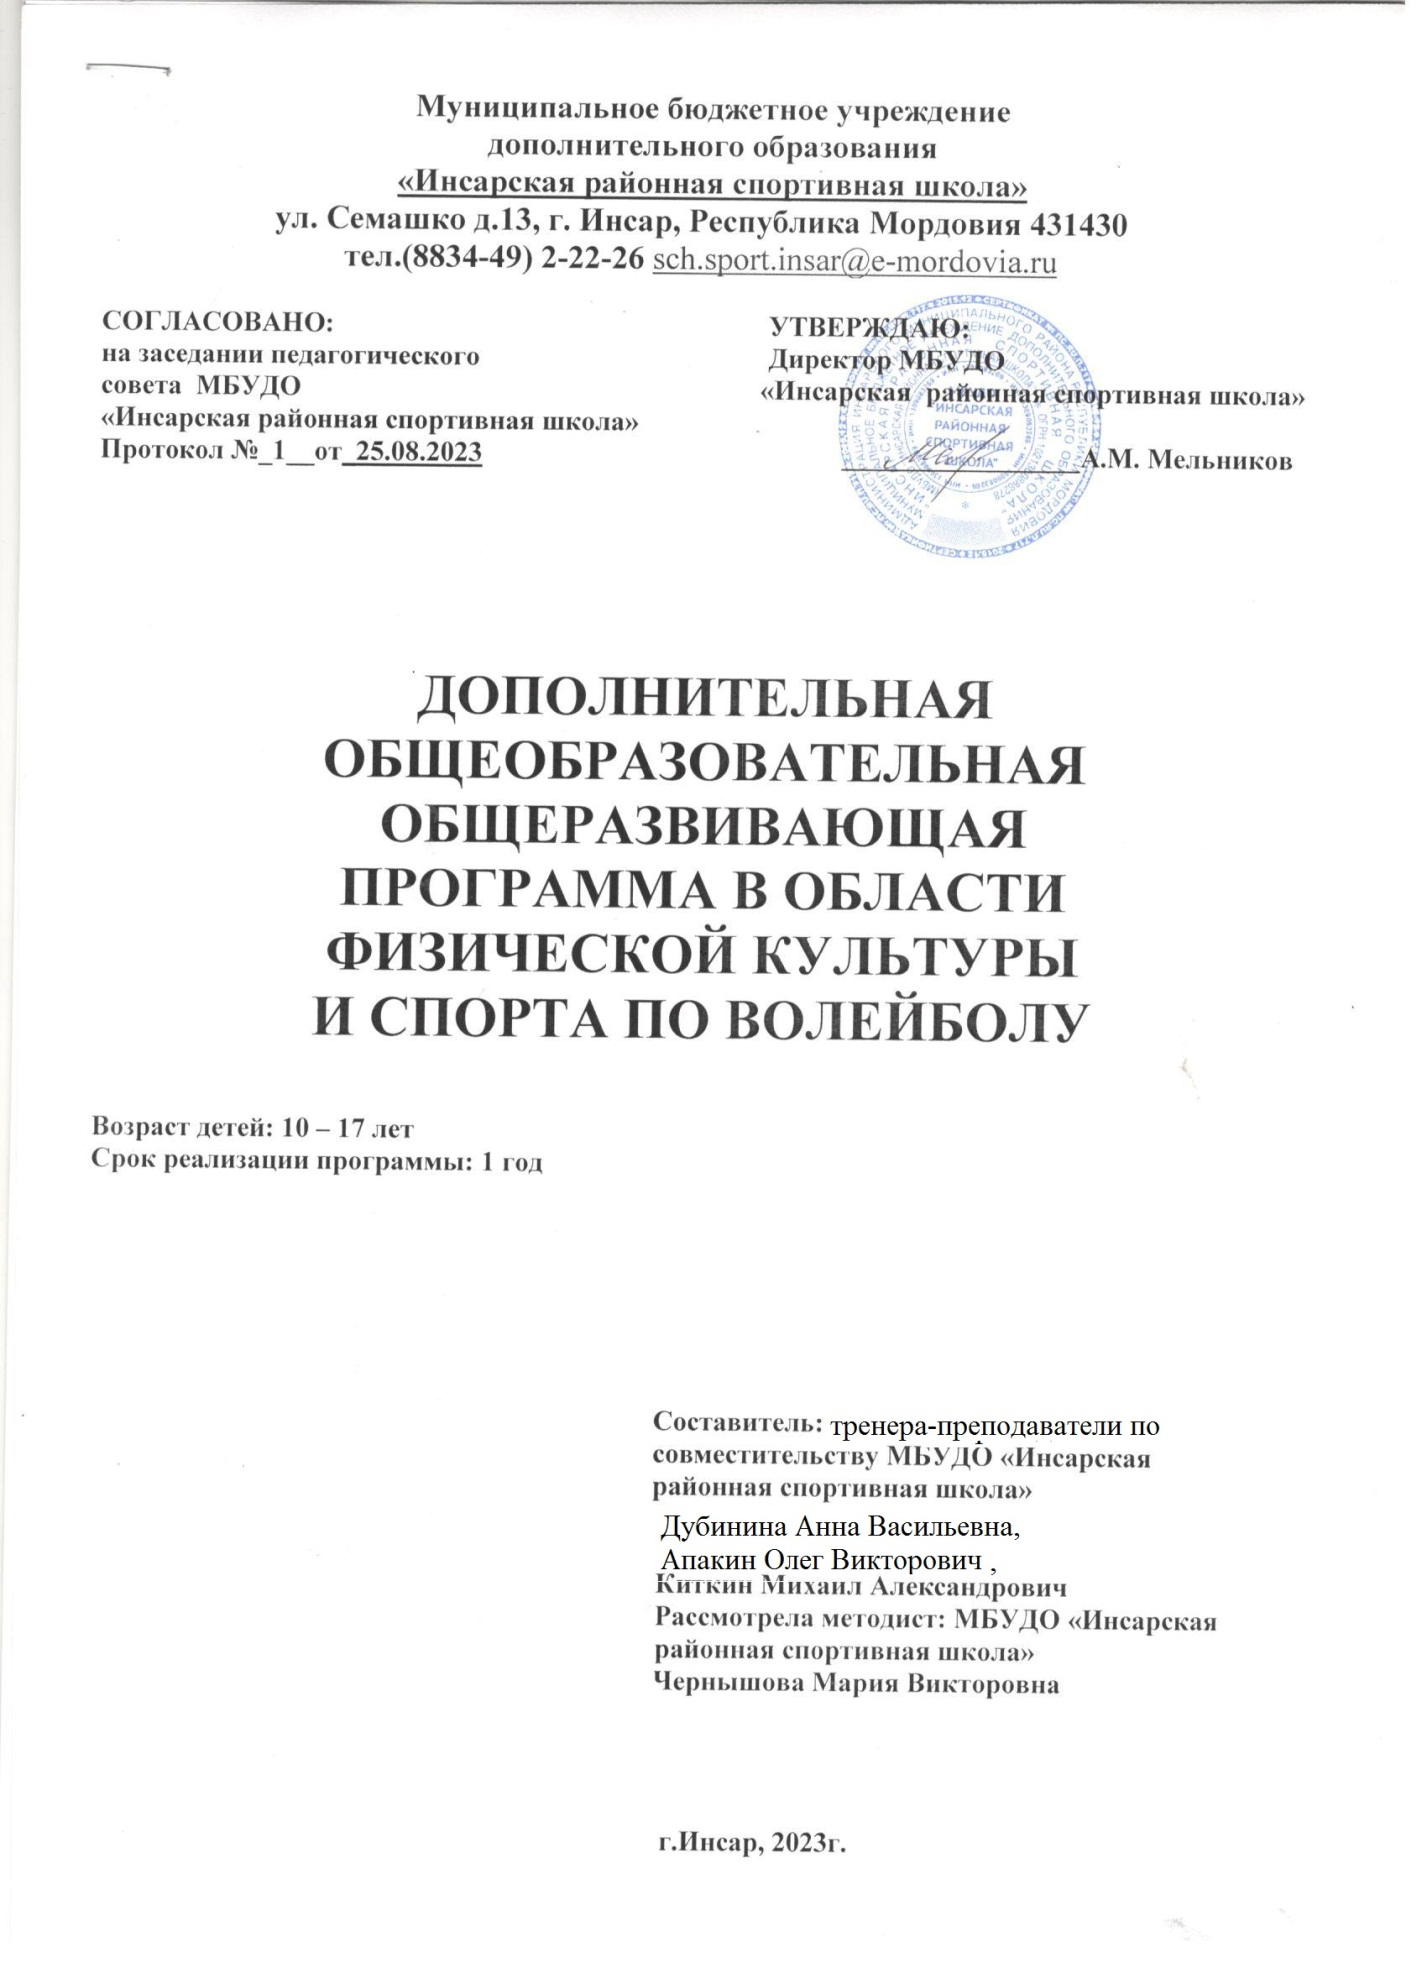 Муниципальное бюджетное учреждение
дополнительного образования
«Инсарская районная спортивная школа»
ул. Семашко д.13, г. Инсар, Республика Мордовия 431430
тел.(8834-49) 2-22-26 sch.sport.insar@e-mordovia.ru
СОГЛАСОВАНО:
на заседании педагогического
совета МБУДО
«Инсарская районная спортивная школа»
Протокол №_1__от_25.08.2023
УТВЕРЖДАЮ:
Директор МБУДО
«Инсарская районная спортивная школа»
А.М. Мельников
ИНСАРСКАЯ
РАЙОННАЯ
СПОРТИВНАЯ
ШКОЛА"
ДОПОЛНИТЕЛЬНАЯ
ОБЩЕОБРАЗОВАТЕЛЬНАЯ
ОБЩЕРАЗВИВАЮЩАЯ
ПРОГРАММА В ОБЛАСТИ
ФИЗИЧЕСКОЙ КУЛЬТУРЫ
И СПОРТА ПО ВОЛЕЙБОЛУ
Возраст детей: 10 – 17 лет
Срок реализации программы: 1 год
Составитель: тренера-преподаватели по
совместительству МБУДО «Инсарская
районная спортивная школа»
Дубинина Анна Васильевна,
Апакин Олег Викторович ,
Киткин Михаил Александрович
Рассмотрела методист: МБУДО «Инсарская
районная спортивная школа»
Чернышова Мария Викторовна
г.Инсар, 2023г.